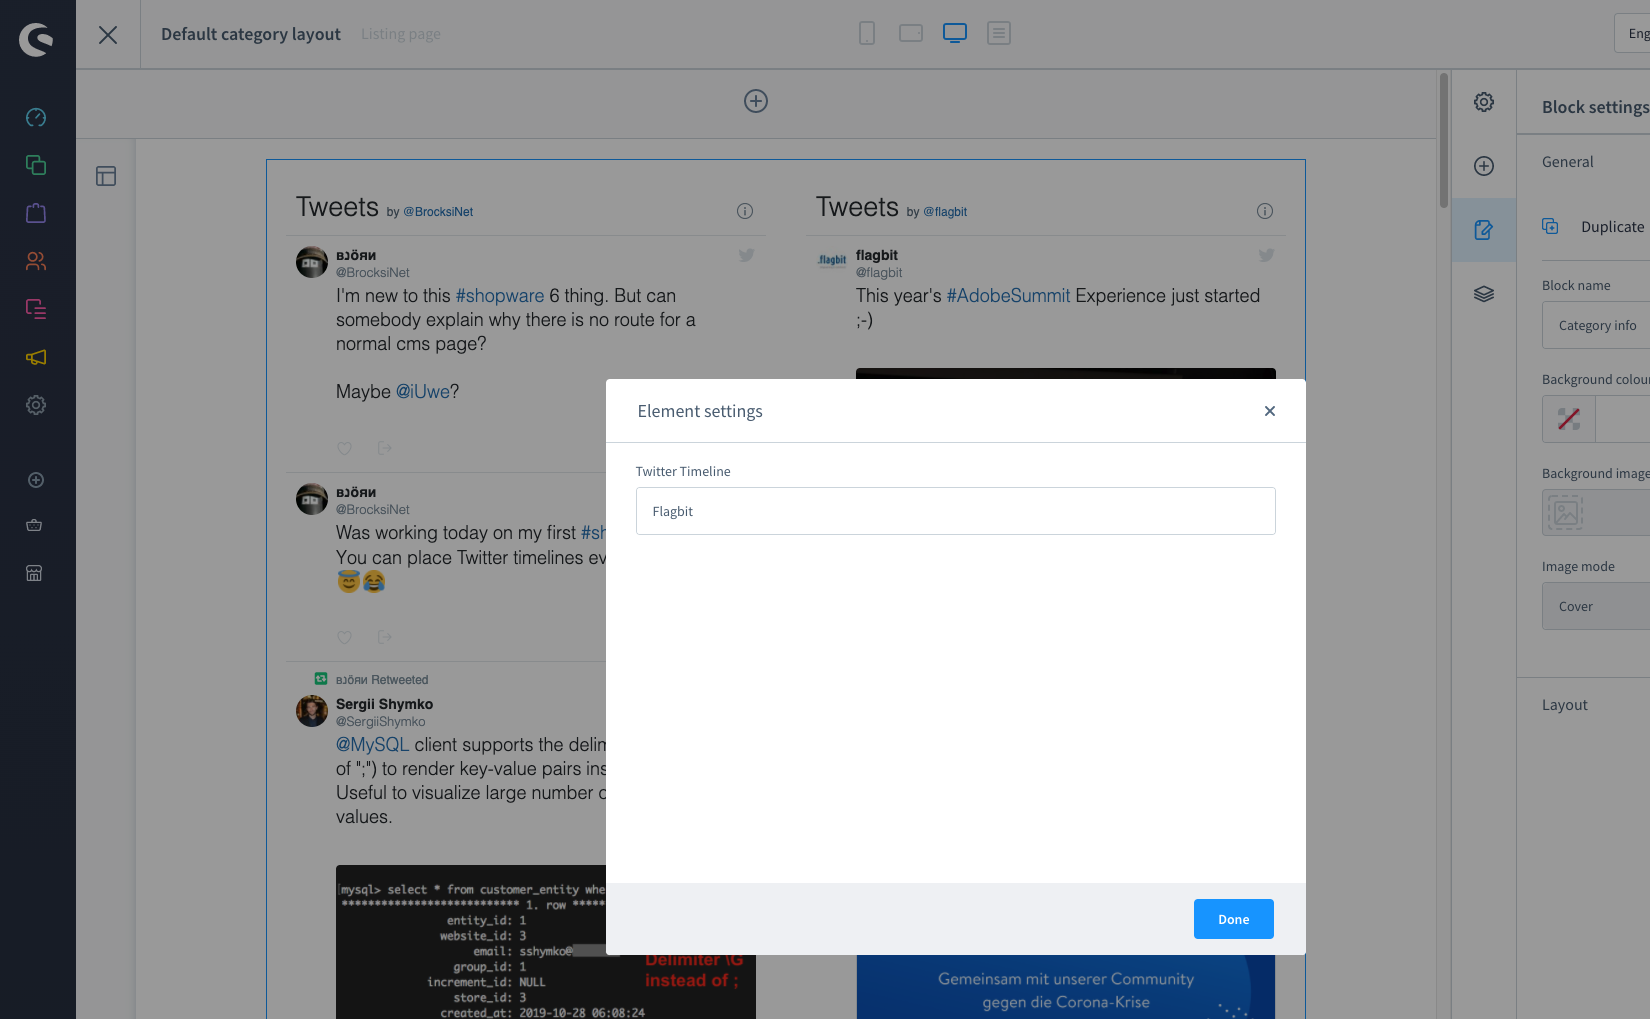 Default category layout
Listing page
Eng
Tweets by @BrocksiNet
вנöяи
@BrocksiNet
I'm new to this #shopware 6 thing. But can
somebody explain why there is no route for a
normal cms page?
Maybe @iUwe?
вנöяи
@BrocksiNet
Was working today on my first #sh
You can place Twitter timelines ev
вנöяи Retweeted
Sergii Shymko
@SergiiShymko
@MySQL client supports the delim
of ";") to render key-value pairs ins
Useful to visualize large number o
values.
mysql> select * from customer_entity whe
*************************** 1. row *****
entity_id: 1
website_id: 3
email: sshymko@
group_id: 1
increment_id: NULL
store_id: 3
created_at: 2019-10-28 06:08:24
Delimiter \G
instead of ;
Tweets by @flagbit
.flagbit
flagbit
@flagbit
This year's #AdobeSummit Experience just started
;-)
Gemeinsam mit unserer Community
gegen die Corona-Krise
Element settings
Twitter Timeline
Flagbit
Done
Block settings
General
Duplicate
Block name
Category info
Background colou
Background image
Image mode
Cover
Layout